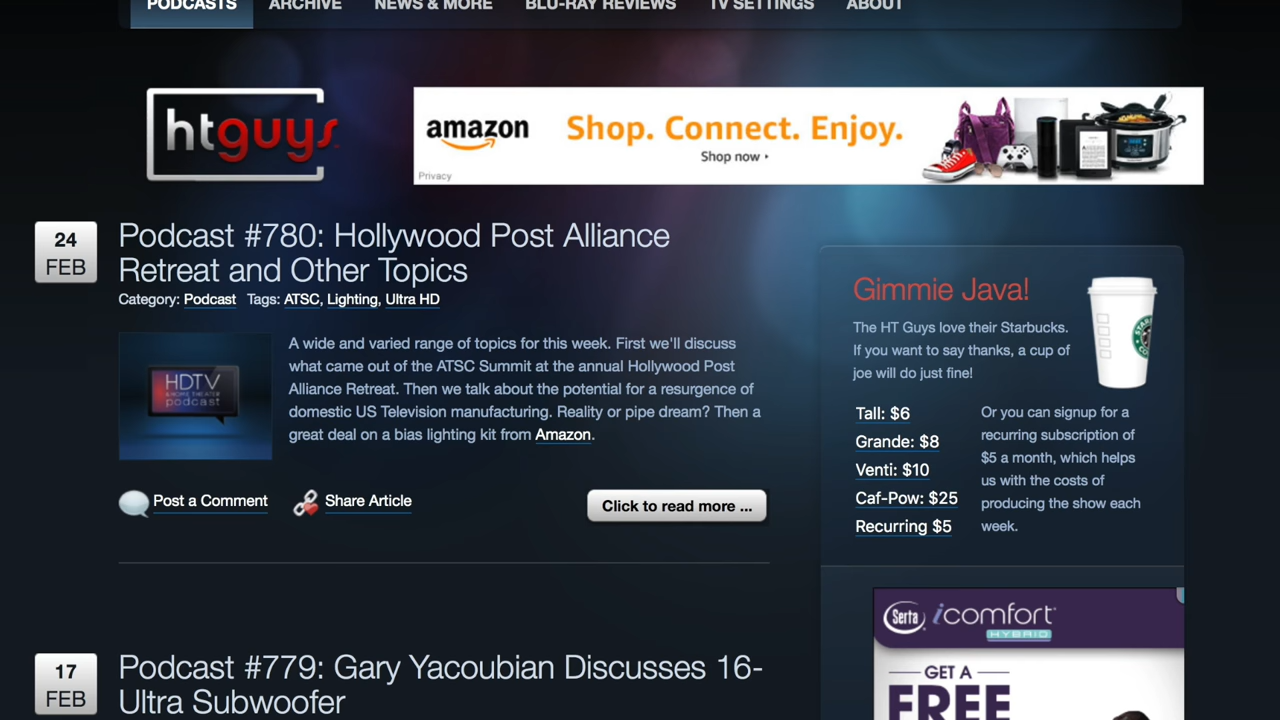 PODCASTS ARCHIVE NEWS & MORE BLU-RAY REVIEWS TV SETTINGS ABOUT
htguys
amazon
Shop. Connect. Enjoy.
Shop now ›
Privacy
24
FEB
Podcast #780: Hollywood Post Alliance
Retreat and Other Topics
Category: Podcast Tags: ATSC, Lighting, Ultra HD
HDTV
& HOME THEATER
podcast
A wide and varied range of topics for this week. First we'll discuss
what came out of the ATSC Summit at the annual Hollywood Post
Alliance Retreat. Then we talk about the potential for a resurgence of
domestic US Television manufacturing. Reality or pipe dream? Then a
great deal on a bias lighting kit from Amazon.
Post a Comment
Share Article
Click to read more ...
Gimmie Java!
The HT Guys love their Starbucks.
If you want to say thanks, a cup of
joe will do just fine!
Tall: $6
Grande: $8
Venti: $10
Caf-Pow: $25
Recurring $5
Or you can signup for a
recurring subscription of
$5 a month, which helps
us with the costs of
producing the show each
week.
Serta iComfort
HYBRID
GET A
FREE
17
FEB
Podcast #779: Gary Yacoubian Discusses 16-
Ultra Subwoofer